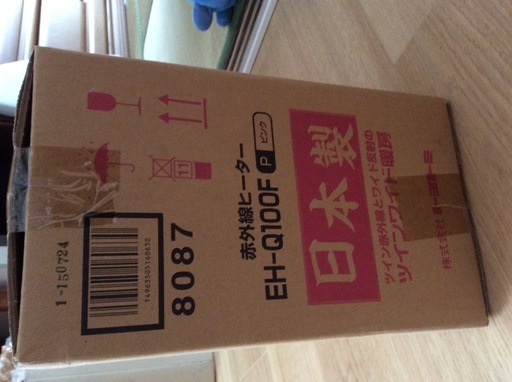 日本製
ツイン赤外線とワイド反射の
ツインワイド暖房
赤外線ヒーター
EH-Q100F P ピンク
11
8087
1-150724